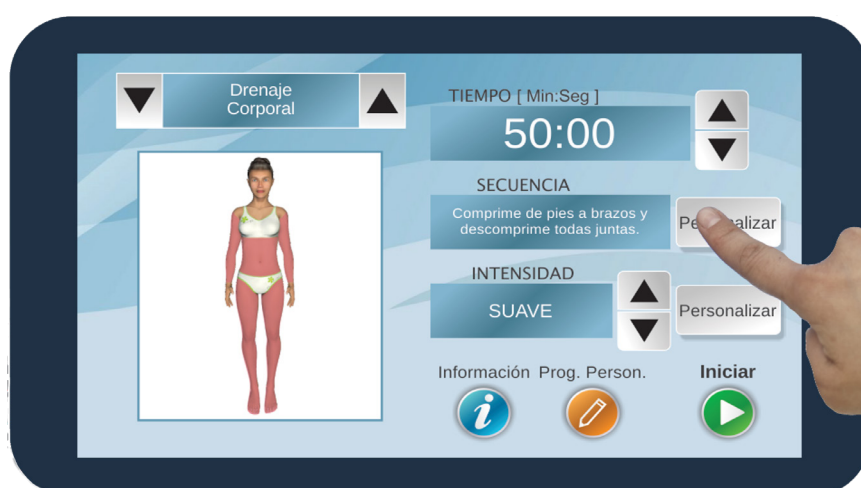 Drenaje
Corporal
TIEMPO [ Min:Seg ]
50:00
SECUENCIA
Comprime de pies a brazos y
descomprime todas juntas.
Personalizar
INTENSIDAD
SUAVE
Personalizar
Información
Prog. Person.
Iniciar